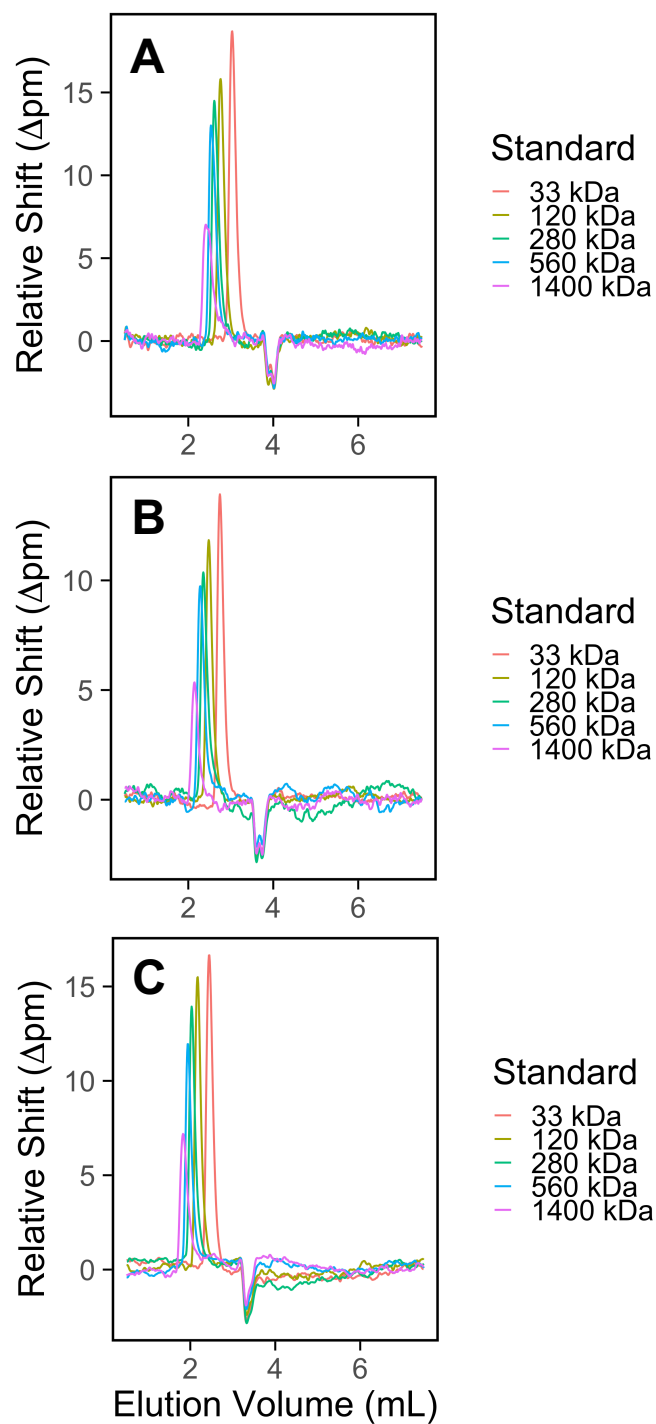 A
Relative Shift (Δpm)
15
10
5
0
2 4 6
Standard
33 kDa
120 kDa
280 kDa
560 kDa
1400 kDa
B
Relative Shift (Δpm)
10
5
0
2 4 6
Standard
33 kDa
120 kDa
280 kDa
560 kDa
1400 kDa
C
Relative Shift (Δpm)
15
10
5
0
2 4 6
Elution Volume (mL)
Standard
33 kDa
120 kDa
280 kDa
560 kDa
1400 kDa